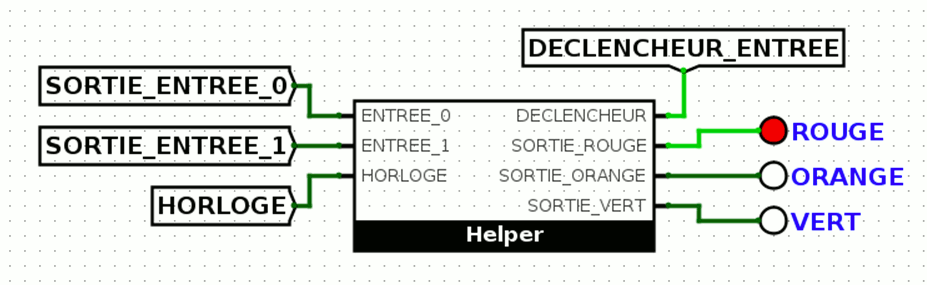 DECLENCHEUR_ENTREE
SORTIE_ENTREE_0
SORTIE_ENTREE_1
HORLOGE
ENTREE_0
ENTREE_1
HORLOGE
DECLENCHEUR
SORTIE_ROUGE
SORTIE_ORANGE
SORTIE_VERT
Helper
ROUGE
ORANGE
VERT